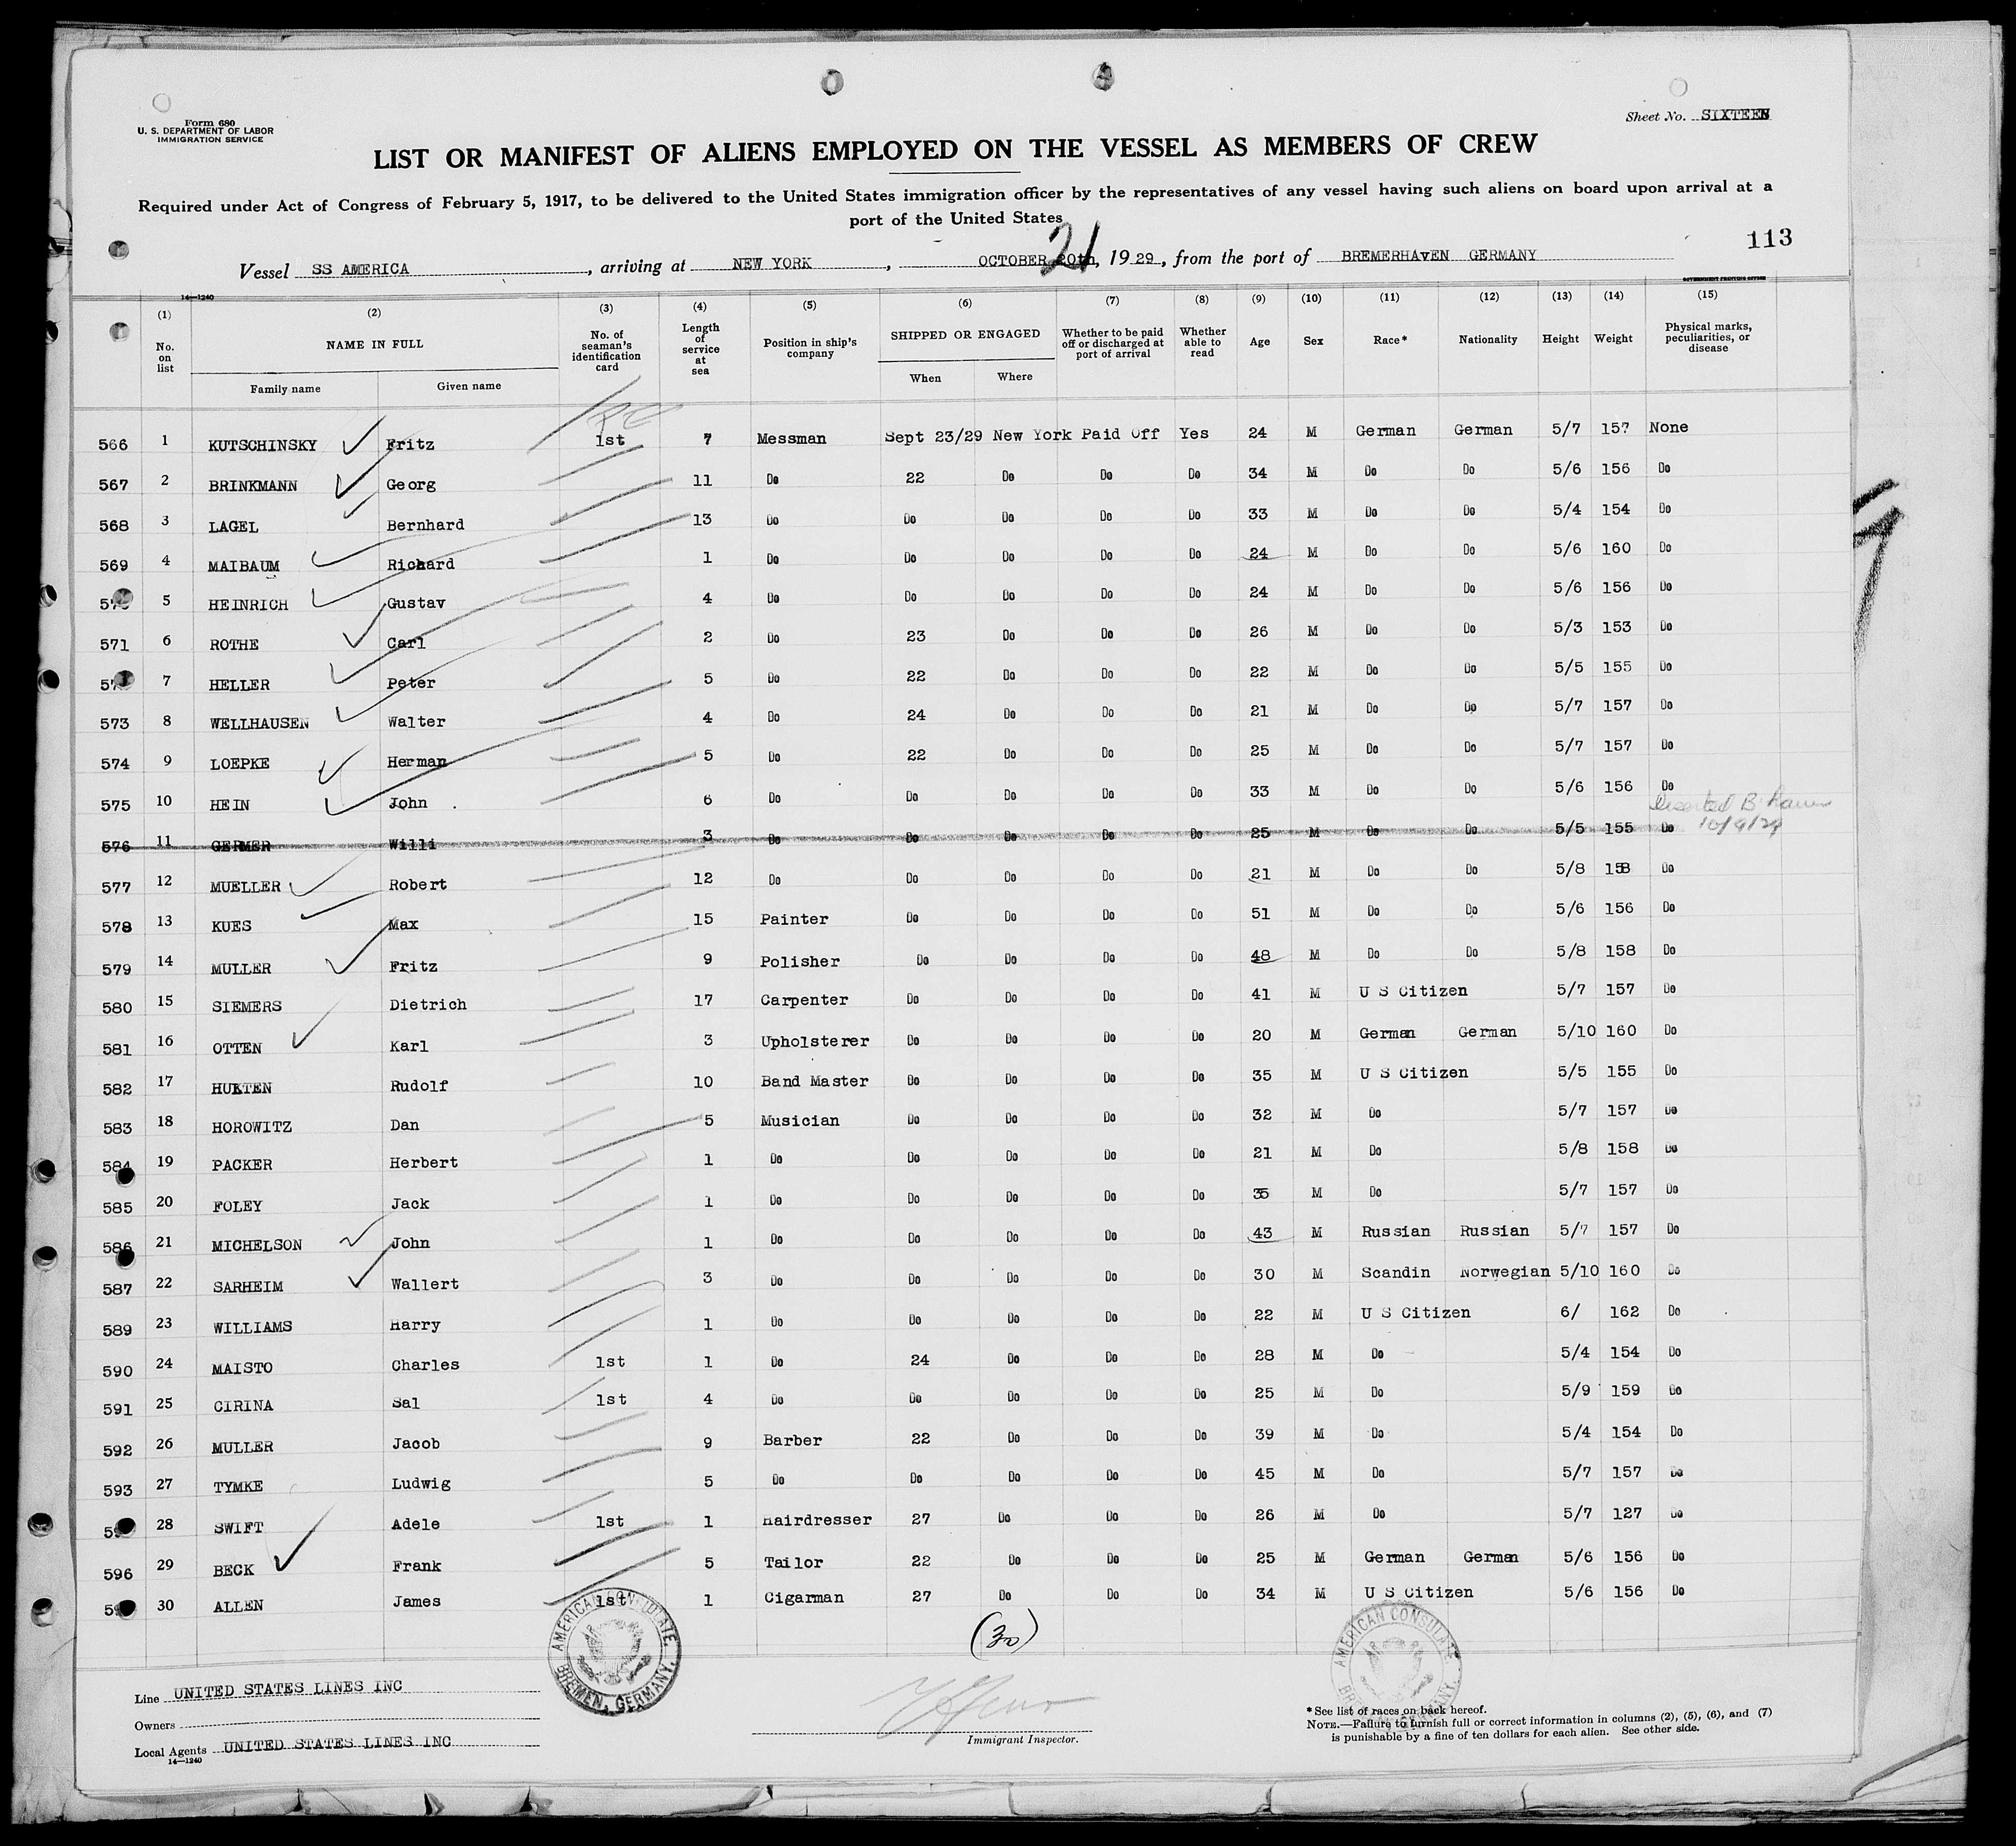 Form 680
U. S. DEPARTMENT OF LABOR
IMMIGRATION SERVICE
Sheet No. SIXTEEN
LIST OR MANIFEST OF ALIENS EMPLOYED ON THE VESSEL AS MEMBERS OF CREW
Required under Act of Congress of February 5, 1917, to be delivered to the United States immigration officer by the representatives of any vessel having such aliens on board upon arrival at a
port of the United States
113
Vessel SS AMERICA, arriving at NEW YORK, OCTOBER 20th, 21 1929, from the port of BREMERHAVEN GERMANY
14—1240
GOVERNMENT PRINTING OFFICE
(1) (2) (3) (4) (5) (6) (7) (8) (9) (10) (11) (12) (13) (14) (15)
No. on list NAME IN FULL No. of seaman's identification card Length of service at sea Position in ship's company SHIPPED OR ENGAGED Whether to be paid off or discharged at port of arrival Whether able to read Age Sex Race* Nationality Height Weight Physical marks, peculiarities, or disease
Family name Given name When Where
566 1 KUTSCHINSKY Fritz 1st 7 Messman Sept 23/29 New York Paid Off Yes 24 M German German 5/7 157 None
567 2 BRINKMANN Georg 11 Do 22 Do Do Do 34 M Do Do 5/6 156 Do
568 3 LAGEL Bernhard 13 Do Do Do Do Do 33 M Do Do 5/4 154 Do
569 4 MAIBAUM Richard 1 Do Do Do Do Do 24 M Do Do 5/6 160 Do
5 HEINRICH Gustav 4 Do Do Do Do Do 24 M Do Do 5/6 156 Do
571 6 ROTHE Carl 2 Do 23 Do Do Do 26 M Do Do 5/3 153 Do
7 HELLER Peter 5 Do 22 Do Do Do 22 M Do Do 5/5 155 Do
573 8 WELLHAUSEN Walter 4 Do 24 Do Do Do 21 M Do Do 5/7 157 Do
574 9 LOEPKE Herman 5 Do 22 Do Do Do 25 M Do Do 5/7 157 Do
575 10 HEIN John 6 Do Do Do Do Do 33 M Do Do 5/6 156 Do
Deserted B'haven
10/9/29
576 11 GERMER Willi 3 Do Do Do Do Do 25 M Do Do 5/5 155 Do
577 12 MUELLER Robert 12 Do Do Do Do Do 21 M Do Do 5/8 158 Do
578 13 KUES Max 15 Painter Do Do Do Do 51 M Do Do 5/6 156 Do
579 14 MULLER Fritz 9 Polisher Do Do Do Do 48 M Do Do 5/8 158 Do
580 15 SIEMERS Dietrich 17 Carpenter Do Do Do Do 41 M U S Citizen 5/7 157 Do
581 16 OTTEN Karl 3 Upholsterer Do Do Do Do 20 M German German 5/10 160 Do
582 17 Rudolf 10 Band Master Do Do Do Do 35 M U S Citizen 5/5 155 Do
583 18 HOROWITZ Dan 5 Musician Do Do Do Do 32 M Do 5/7 157 Do
584 19 PACKER Herbert 1 Do Do Do Do Do 21 M Do 5/8 158 Do
585 20 FOLEY Jack 1 Do Do Do Do Do 35 M Do 5/7 157 Do
586 21 MICHELSON John 1 Do Do Do Do Do 43 M Russian Russian 5/7 157 Do
587 22 SARHEIM Wallert 3 Do Do Do Do Do 30 M Scandin Norwegian 5/10 160 Do
589 23 WILLIAMS Harry 1 Do Do Do Do Do 22 M U S Citizen 6/ 162 Do
590 24 MAISTO Charles 1st 1 Do 24 Do Do Do 28 M Do 5/4 154 Do
591 25 CIRINA Sal 1st 4 Do Do Do Do Do 25 M Do 5/9 159 Do
592 26 MULLER Jacob 9 Barber 22 Do Do Do 39 M Do 5/4 154 Do
593 27 TYMKE Ludwig 5 Do Do Do Do Do 45 M Do 5/7 157 Do
28 SWIFT Adele 1st 1 Hairdresser 27 Do Do Do 26 M Do 5/7 127 Do
596 29 BECK Frank 5 Tailor 22 Do Do Do 25 M German German 5/6 156 Do
30 ALLEN James 1st 1 Cigarman 27 Do Do Do 34 M U S Citizen 5/6 156 Do
(30)
AMERICAN CONSULATE. BREMEN, GERMANY.
AMERICAN CONSULATE
Line UNITED STATES LINES INC
Owners
Local Agents UNITED STATES LINES INC
14—1240
Immigrant Inspector.
* See list of races on back hereof.
NOTE.—Failure to furnish full or correct information in columns (2), (5), (6), and (7)
is punishable by a fine of ten dollars for each alien. See other side.